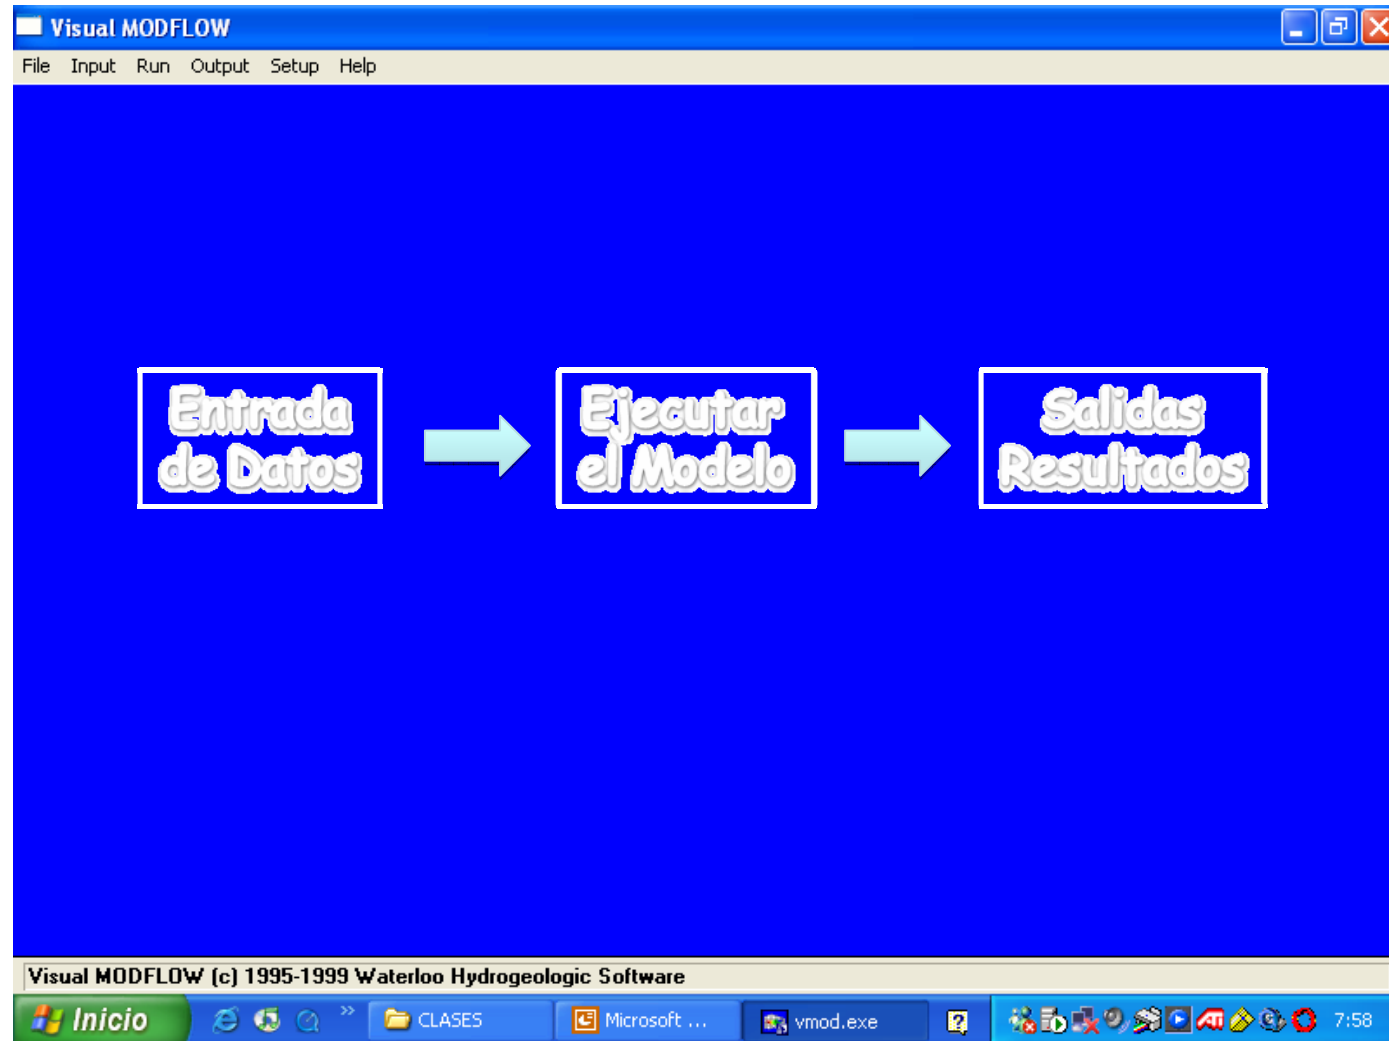 Visual MODFLOW
File Input Run Output Setup Help
Entrada
de Datos
Ejecutar
el Modelo
Salidas
Resultados
Visual MODFLOW (c) 1995-1999 Waterloo Hydrogeologic Software
Inicio » CLASES Microsoft ... vmod.exe 7:58